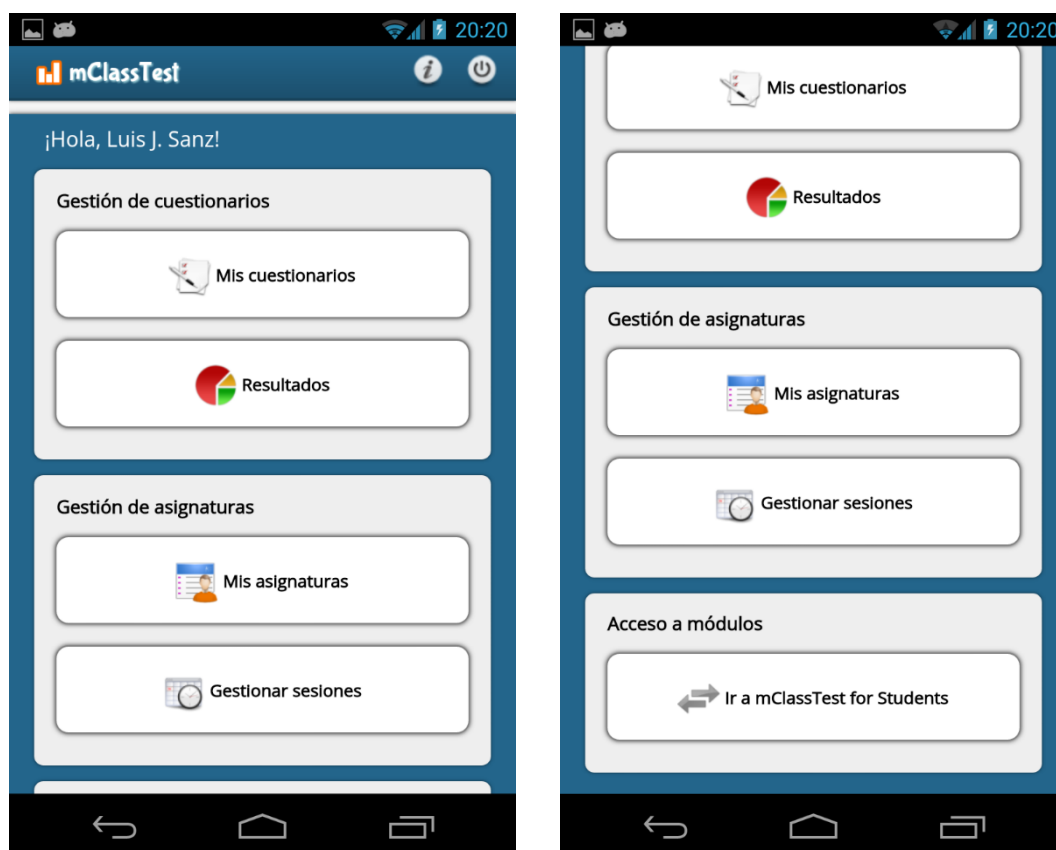 20:20
mClassTest
¡Hola, Luis J. Sanz!
Gestión de cuestionarios
Mis cuestionarios
Resultados
Gestión de asignaturas
Mis asignaturas
Gestionar sesiones
20:20
Mis cuestionarios
Resultados
Gestión de asignaturas
Mis asignaturas
Gestionar sesiones
Acceso a módulos
Ir a mClassTest for Students